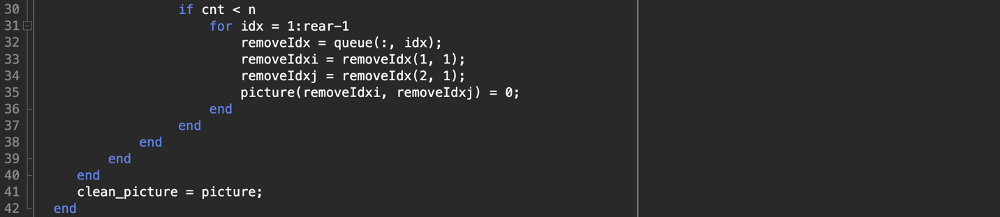 30 if cnt < n
31 for idx = 1:rear-1
32 removeIdx = queue(:, idx);
33 removeIdxi = removeIdx(1, 1);
34 removeIdxj = removeIdx(2, 1);
35 picture(removeIdxi, removeIdxj) = 0;
36 end
37 end
38 end
39 end
40 end
41 clean_picture = picture;
42 end